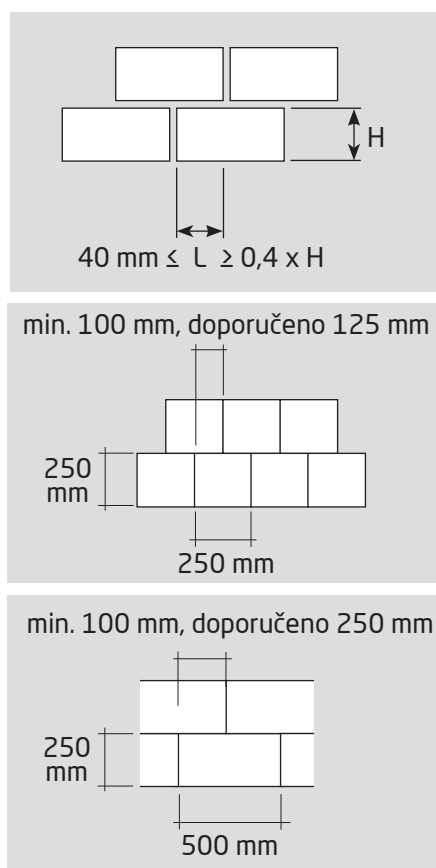 H
40 mm ≤ L ≥ 0,4 x H
min. 100 mm, doporučeno 125 mm
250
mm
250 mm
min. 100 mm, doporučeno 250 mm
250
mm
500 mm